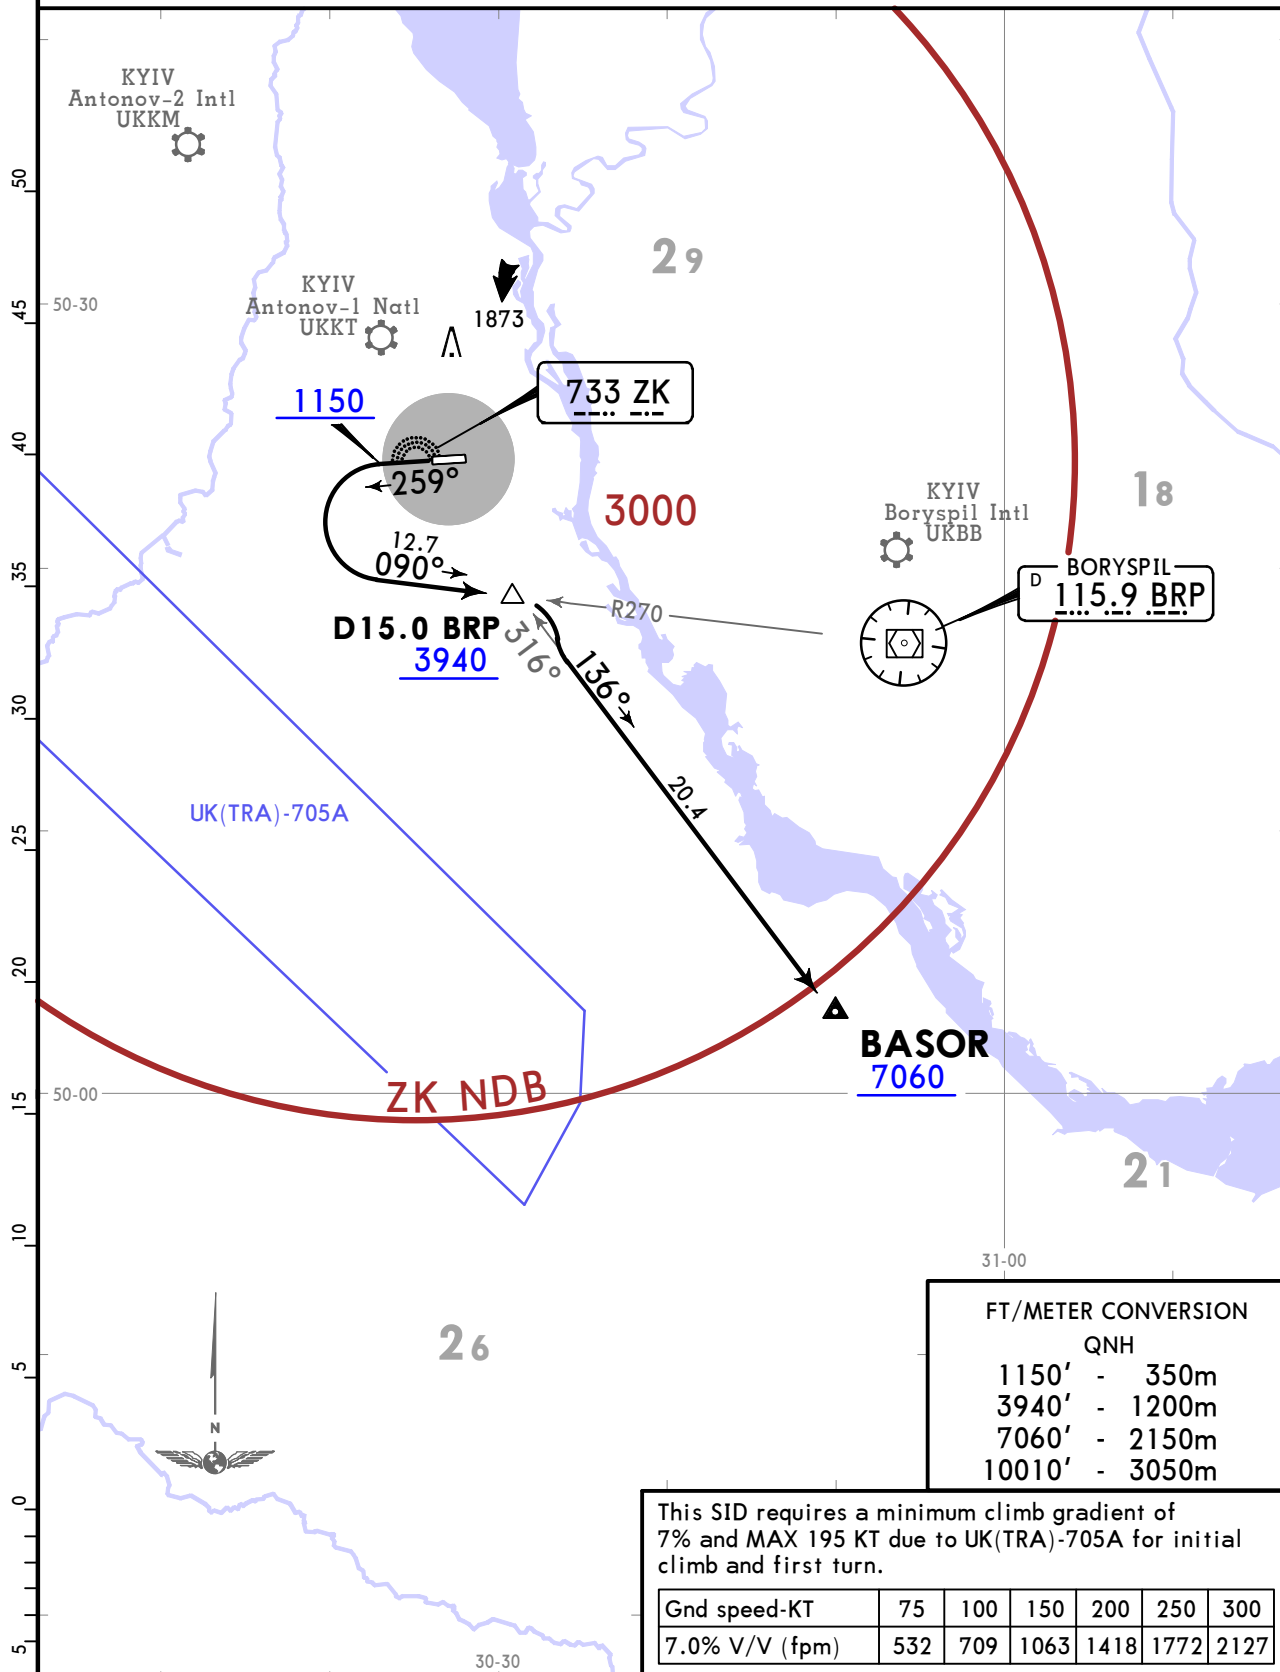 KYIV
Antonov-2 Intl
UKKM
50
29
KYIV
Antonov-1 Natl
UKKT
50-30
45
1873
733 ZK
1150
40
259°
3000
KYIV
Boryspil Intl
UKBB
18
12.7
090°
35
D BORYSPIL
115.9 BRP
R270
D15.0 BRP
3940
316°
136°
30
20.4
UK(TRA)-705A
25
20
BASOR
7060
ZK NDB
50-00
15
21
10
31-00
26
5
N
0
5
30-30
FT/METER CONVERSION
QNH
1150' - 350m
3940' - 1200m
7060' - 2150m
10010' - 3050m
This SID requires a minimum climb gradient of
7% and MAX 195 KT due to UK(TRA)-705A for initial
climb and first turn.
Gnd speed-KT 75 100 150 200 250 300
7.0% V/V (fpm) 532 709 1063 1418 1772 2127